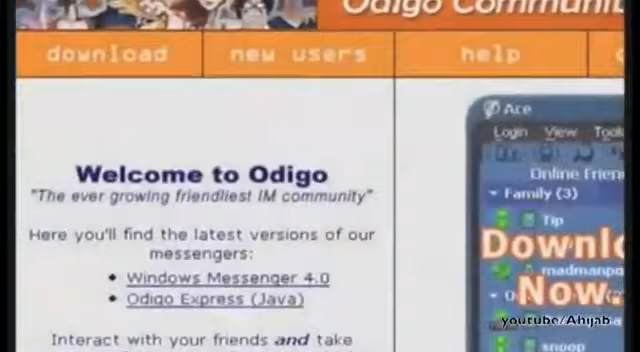 Odigo Communit
download new users help
Welcome to Odigo
"The ever growing friendliest IM community"
Here you'll find the latest versions of our
messengers:
• Windows Messenger 4.0
• Odigo Express (Java)
Interact with your friends and take
Ace
Login View Tools
Online Frien
Family (3)
Tip
Downlo
madmanpo
Now.
youtube/Ahijab
snoop